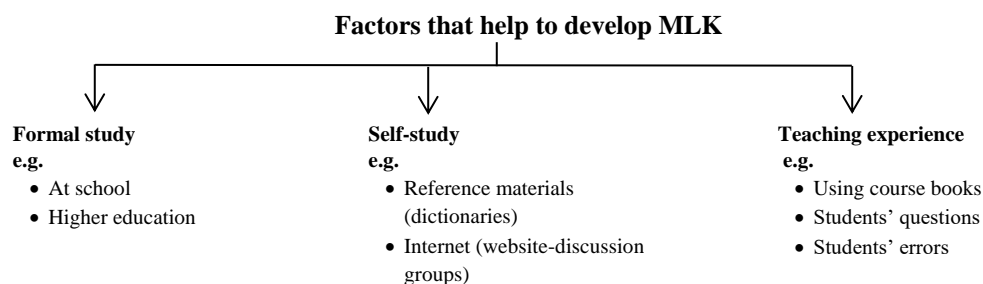 Factors that help to develop MLK
Formal study
e.g.
• At school
• Higher education
Self-study
e.g.
• Reference materials
(dictionaries)
• Internet (website-discussion
groups)
Teaching experience
e.g.
• Using course books
• Students’ questions
• Students’ errors